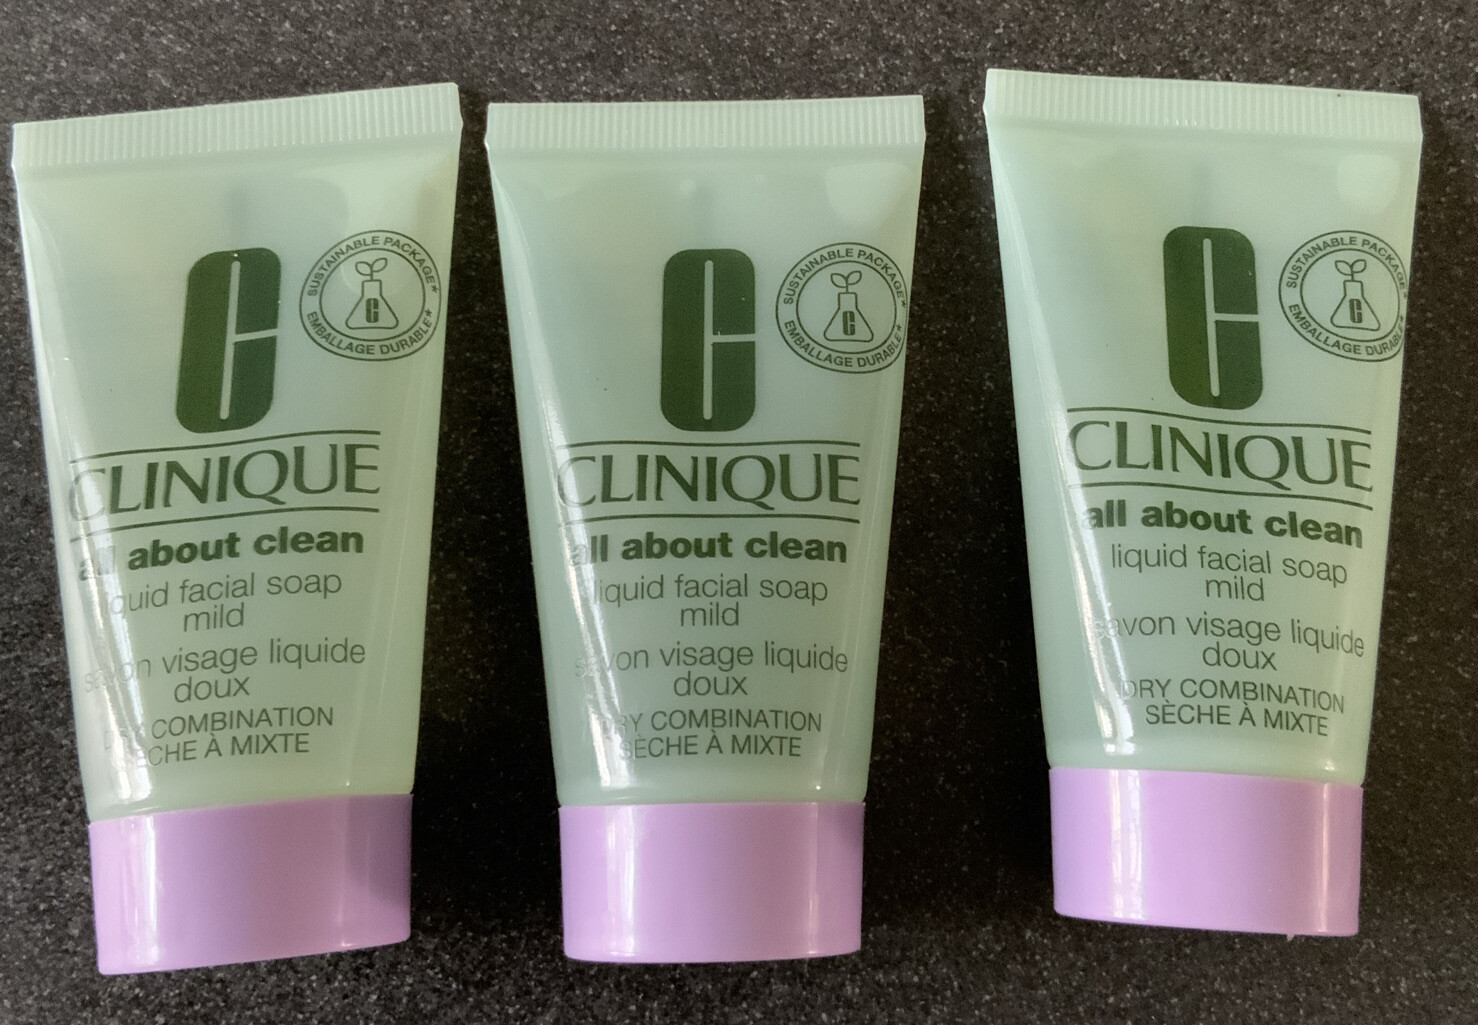 C
SUSTAINABLE PACKAGE*
C
EMBALLAGE DURABLE*
CLINIQUE
all about clean
liquid facial soap
mild
savon visage liquide
doux
DRY COMBINATION
SÈCHE À MIXTE
C
SUSTAINABLE PACKAGE*
C
EMBALLAGE DURABLE*
CLINIQUE
all about clean
liquid facial soap
mild
savon visage liquide
doux
DRY COMBINATION
SÈCHE À MIXTE
C
SUSTAINABLE PACKAGE*
C
EMBALLAGE DURABLE*
CLINIQUE
all about clean
liquid facial soap
mild
savon visage liquide
doux
DRY COMBINATION
SÈCHE À MIXTE